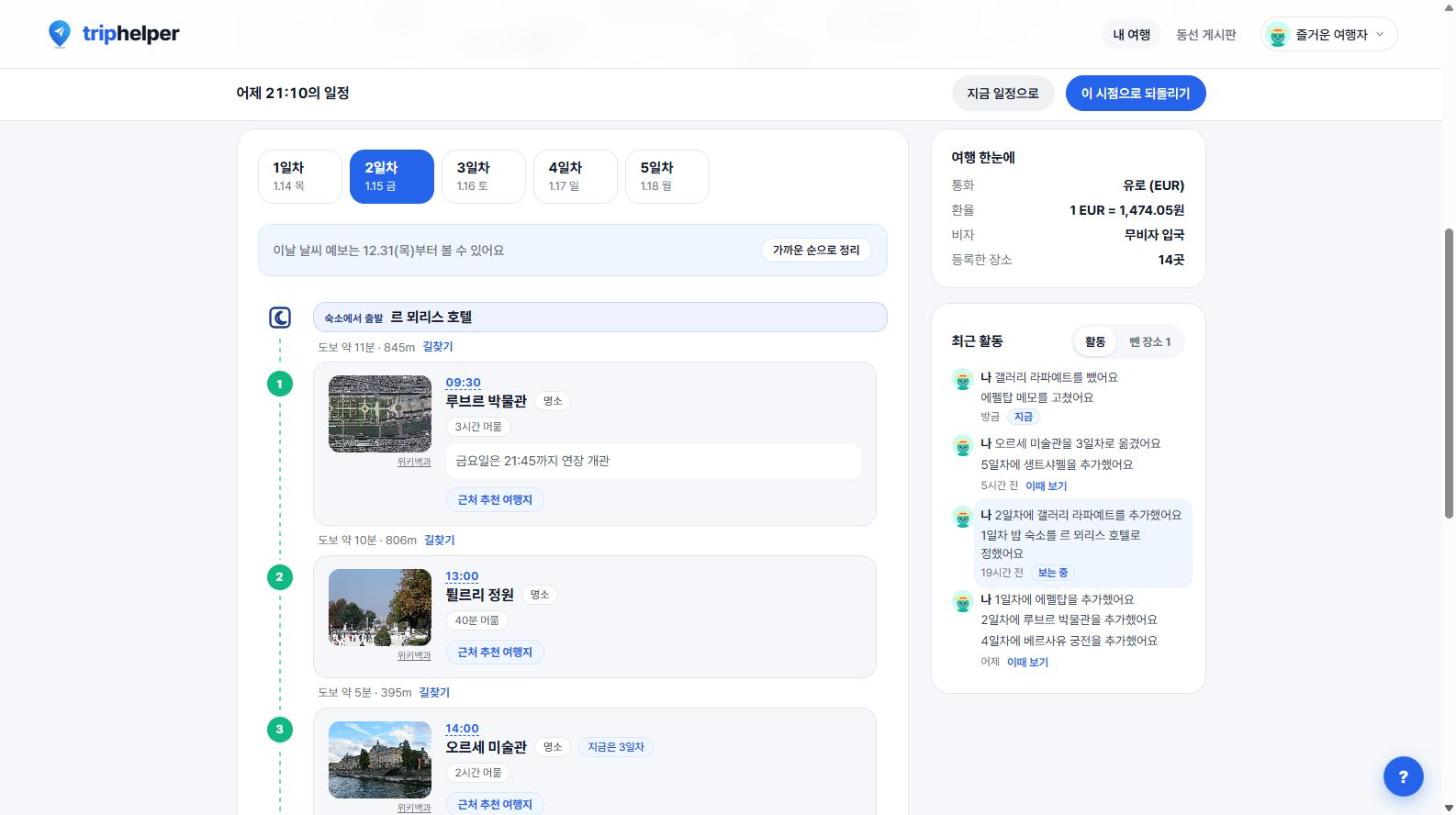 triphelper
내 여행
동선 게시판
즐거운 여행자
어제 21:10의 일정
지금 일정으로
이 시점으로 되돌리기
1일차
1.14 목
2일차
1.15 금
3일차
1.16 토
4일차
1.17 일
5일차
1.18 월
이날 날씨 예보는 12.31(목)부터 볼 수 있어요
가까운 순으로 정리
숙소에서 출발 르 뫼리스 호텔
도보 약 11분 · 845m 길찾기
1
09:30
루브르 박물관 명소
3시간 머묾
금요일은 21:45까지 연장 개관
위키백과
근처 추천 여행지
도보 약 10분 · 806m 길찾기
2
13:00
튈르리 정원 명소
40분 머묾
근처 추천 여행지
위키백과
도보 약 5분 · 395m 길찾기
3
14:00
오르세 미술관 명소 지금은 3일차
2시간 머묾
근처 추천 여행지
위키백과
여행 한눈에
통화 유로 (EUR)
환율 1 EUR = 1,474.05원
비자 무비자 입국
등록한 장소 14곳
최근 활동
활동
뺀 장소 1
나 갤러리 라파예트를 뺐어요
에펠탑 메모를 고쳤어요
방금 지금
나 오르세 미술관을 3일차로 옮겼어요
5일차에 생트샤펠을 추가했어요
5시간 전 이때 보기
나 2일차에 갤러리 라파예트를 추가했어요
1일차 밤 숙소를 르 뫼리스 호텔로
정했어요
19시간 전 보는 중
나 1일차에 에펠탑을 추가했어요
2일차에 루브르 박물관을 추가했어요
4일차에 베르사유 궁전을 추가했어요
어제 이때 보기
?